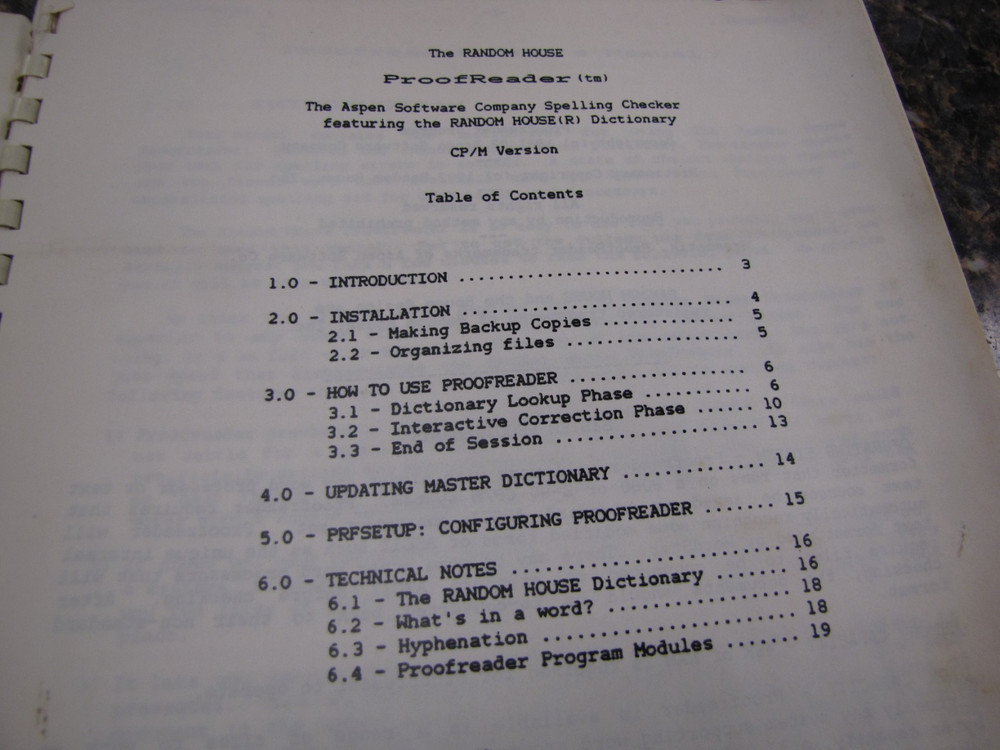 The RANDOM HOUSE
ProofReader (tm)
The Aspen Software Company Spelling Checker
featuring the RANDOM HOUSE(R) Dictionary
CP/M Version
Table of Contents
1.0 - INTRODUCTION ............................ 3
2.0 - INSTALLATION ............................ 4
2.1 - Making Backup Copies ............. 5
2.2 - Organizing files ................. 5
3.0 - HOW TO USE PROOFREADER .................. 6
3.1 - Dictionary Lookup Phase .......... 6
3.2 - Interactive Correction Phase ...... 10
3.3 - End of Session .................... 13
4.0 - UPDATING MASTER DICTIONARY ............. 14
5.0 - PRFSETUP: CONFIGURING PROOFREADER ....... 15
6.0 - TECHNICAL NOTES ........................ 16
6.1 - The RANDOM HOUSE Dictionary ....... 16
6.2 - What's in a word? ................ 18
6.3 - Hyphenation ...................... 18
6.4 - Proofreader Program Modules ...... 19